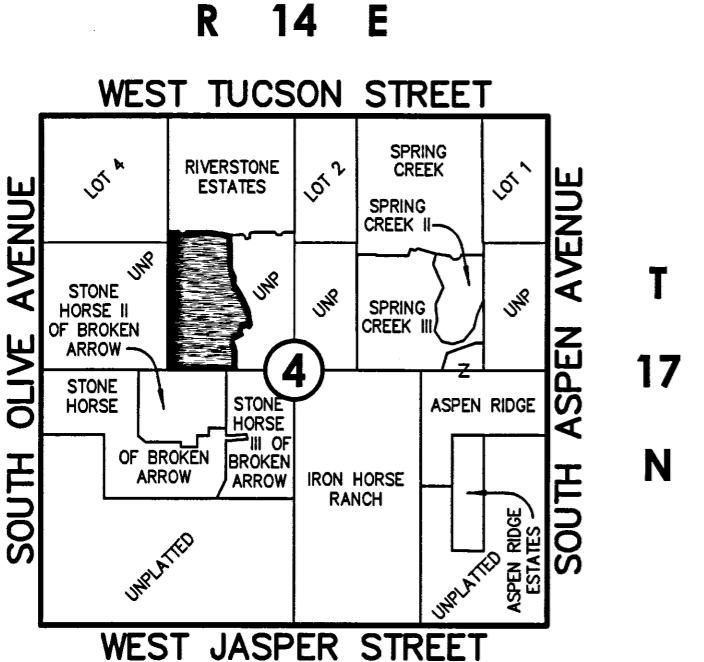 R 14 E
WEST TUCSON STREET
SOUTH OLIVE AVENUE
SOUTH ASPEN AVENUE
T
17
N
LOT 4
RIVERSTONE
ESTATES
LOT 2
SPRING
CREEK
LOT 1
SPRING
CREEK II
UNP
UNP
UNP
UNP
STONE
HORSE II
OF BROKEN
ARROW
SPRING
CREEK III
4
Z
STONE
HORSE
STONE
HORSE
III OF
BROKEN
ARROW
ASPEN RIDGE
OF BROKEN
ARROW
IRON HORSE
RANCH
UNPLATTED
UNPLATTED
ASPEN RIDGE
ESTATES
WEST JASPER STREET